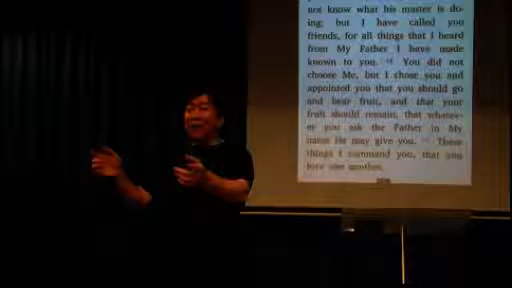 not know what his master is do-
ing; but I have called you
friends, for all things that I heard
from My Father I have made
known to you. 16 You did not
choose Me, but I chose you and
appointed you that you should go
and bear fruit, and that your
fruit should remain, that whatev-
er you ask the Father in My
name He may give you. 17 These
things I command you, that you
love one another.